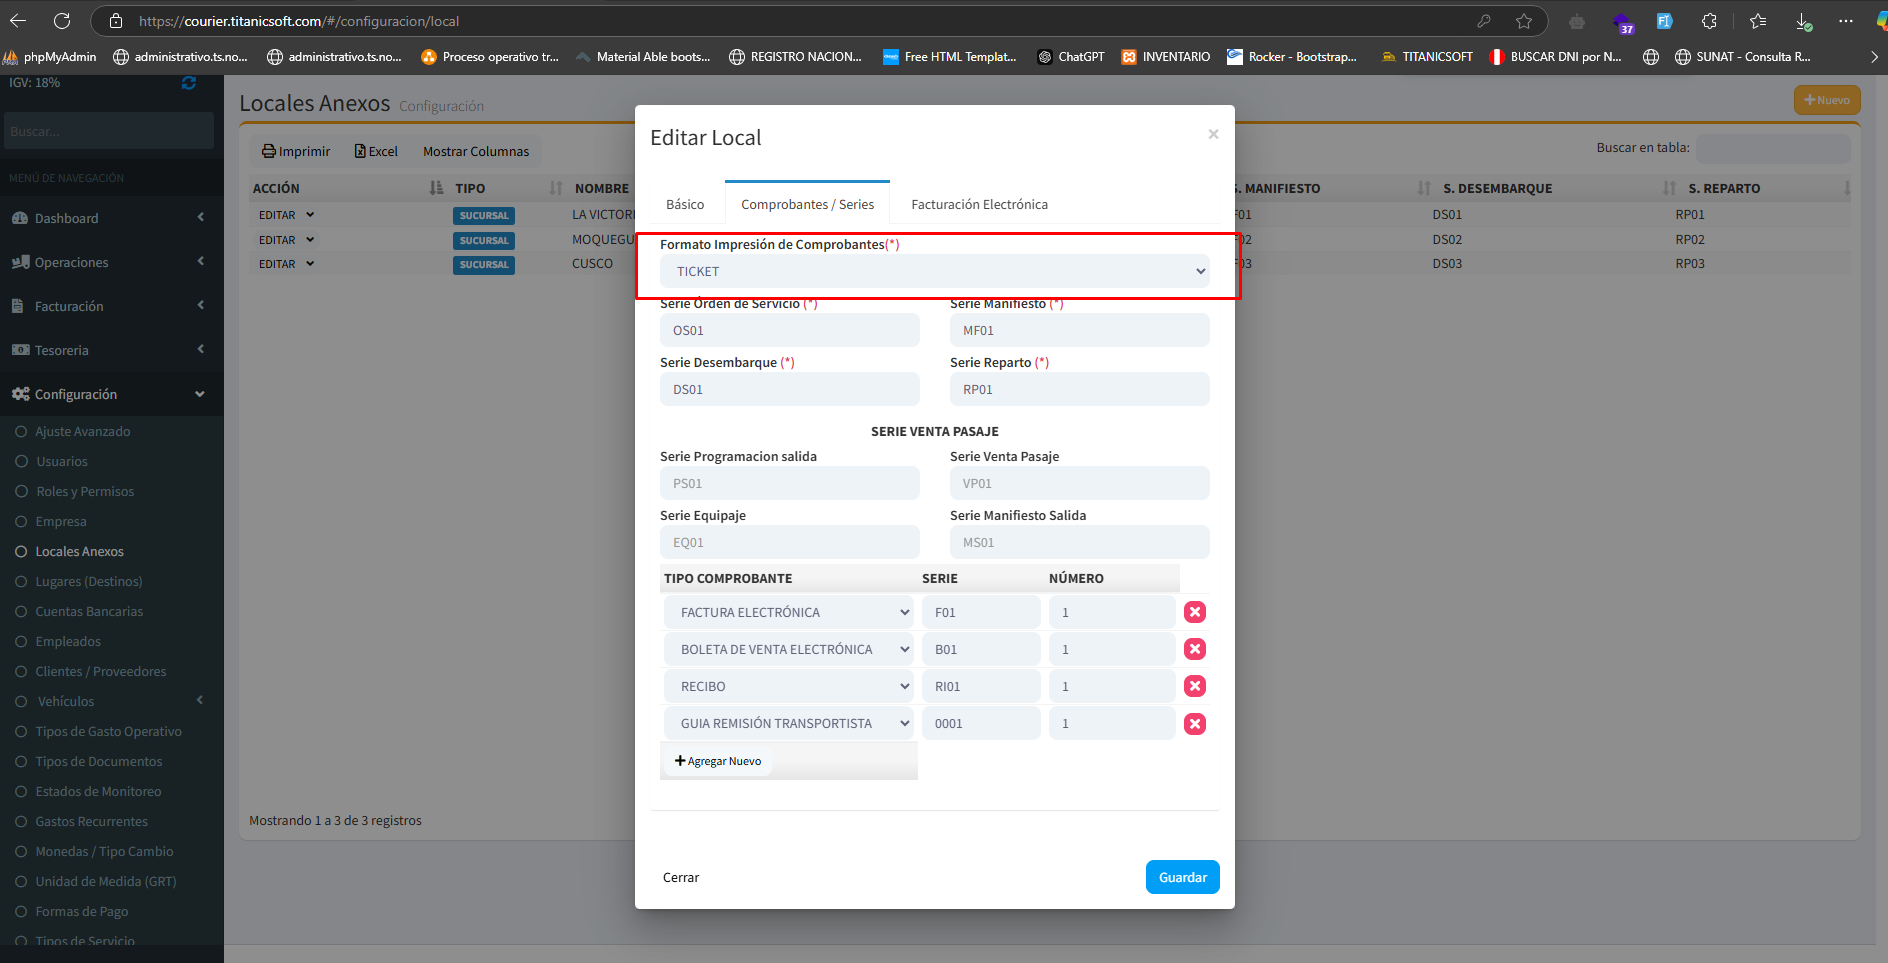 https://courier.titanicsoft.com/#/configuracion/local
37
phpMyAdmin
administrativo.ts.no...
administrativo.ts.no...
Proceso operativo tr...
Material Able boots...
REGISTRO NACION...
Free HTML Templat...
ChatGPT
INVENTARIO
Rocker - Bootstrap...
TITANICSOFT
BUSCAR DNI por N...
SUNAT - Consulta R...
IGV: 18%
Buscar...
MENÚ DE NAVEGACIÓN
Dashboard
Operaciones
Facturación
Tesoreria
Configuración
Ajuste Avanzado
Usuarios
Roles y Permisos
Empresa
Locales Anexos
Lugares (Destinos)
Cuentas Bancarias
Empleados
Clientes / Proveedores
Vehículos
Tipos de Gasto Operativo
Tipos de Documentos
Estados de Monitoreo
Gastos Recurrentes
Monedas / Tipo Cambio
Unidad de Medida (GRT)
Formas de Pago
Tipos de Servicio
Locales Anexos Configuración
+Nuevo
Imprimir Excel Mostrar Columnas
Buscar en tabla:
ACCIÓN TIPO NOMBRE S. MANIFIESTO S. DESEMBARQUE S. REPARTO
EDITAR SUCURSAL LA VICTORI F01 DS01 RP01
EDITAR SUCURSAL MOQUEGU F02 DS02 RP02
EDITAR SUCURSAL CUSCO F03 DS03 RP03
Mostrando 1 a 3 de 3 registros
Editar Local ×
Básico Comprobantes / Series Facturación Electrónica
Formato Impresión de Comprobantes(*)
TICKET
Serie Orden de Servicio (*) Serie Manifiesto (*)
OS01 MF01
Serie Desembarque (*) Serie Reparto (*)
DS01 RP01
SERIE VENTA PASAJE
Serie Programacion salida Serie Venta Pasaje
PS01 VP01
Serie Equipaje Serie Manifiesto Salida
EQ01 MS01
TIPO COMPROBANTE SERIE NÚMERO
FACTURA ELECTRÓNICA F01 1
BOLETA DE VENTA ELECTRÓNICA B01 1
RECIBO RI01 1
GUIA REMISIÓN TRANSPORTISTA 0001 1
+ Agregar Nuevo
Cerrar Guardar